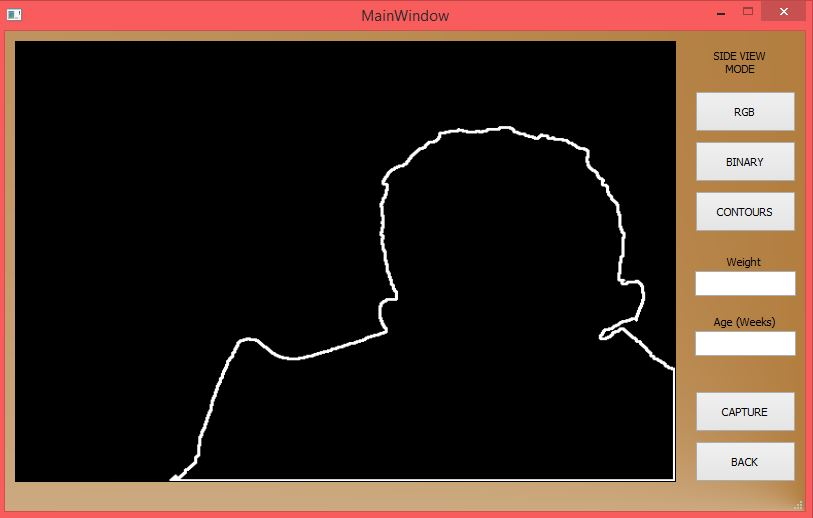 MainWindow
SIDE VIEW
MODE
RGB
BINARY
CONTOURS
Weight
Age (Weeks)
CAPTURE
BACK